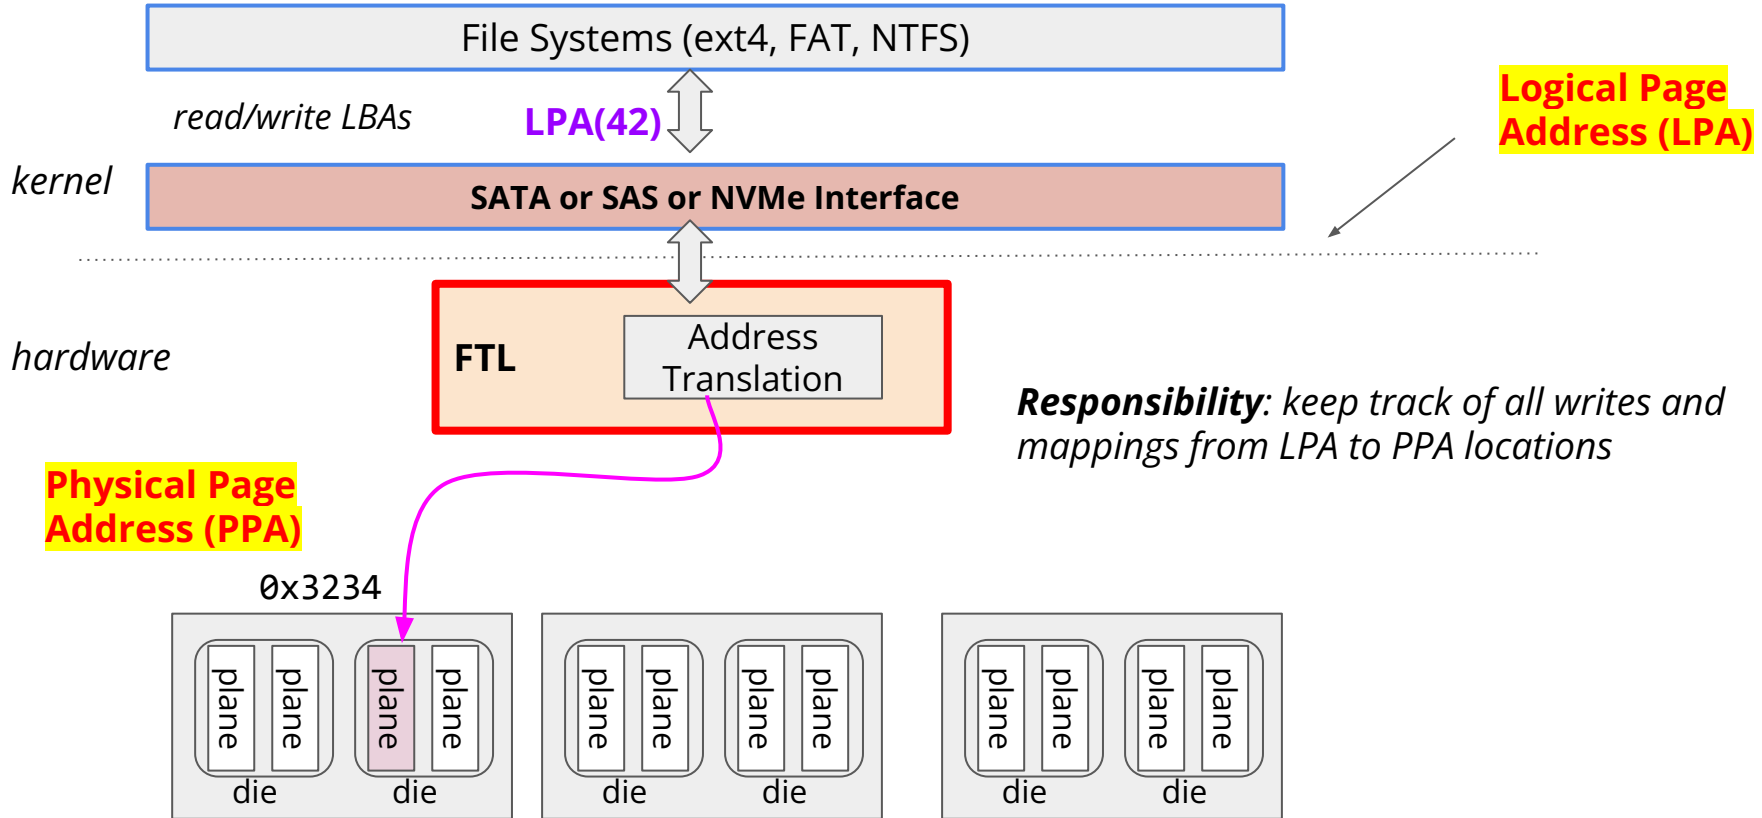 File Systems (ext4, FAT, NTFS)
read/write LBAs
LPA(42)
Logical Page
Address (LPA)
kernel
SATA or SAS or NVMe Interface
hardware
FTL
Address
Translation
Responsibility: keep track of all writes and
mappings from LPA to PPA locations
Physical Page
Address (PPA)
0x3234
plane
plane
plane
plane
plane
plane
plane
plane
plane
plane
plane
plane
die
die
die
die
die
die